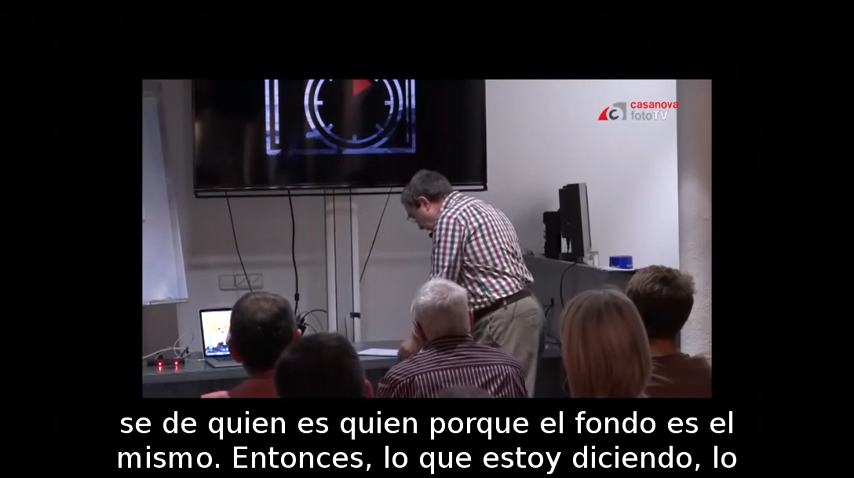 casanova
fotoTV
se de quien es quien porque el fondo es el
mismo. Entonces, lo que estoy diciendo, lo